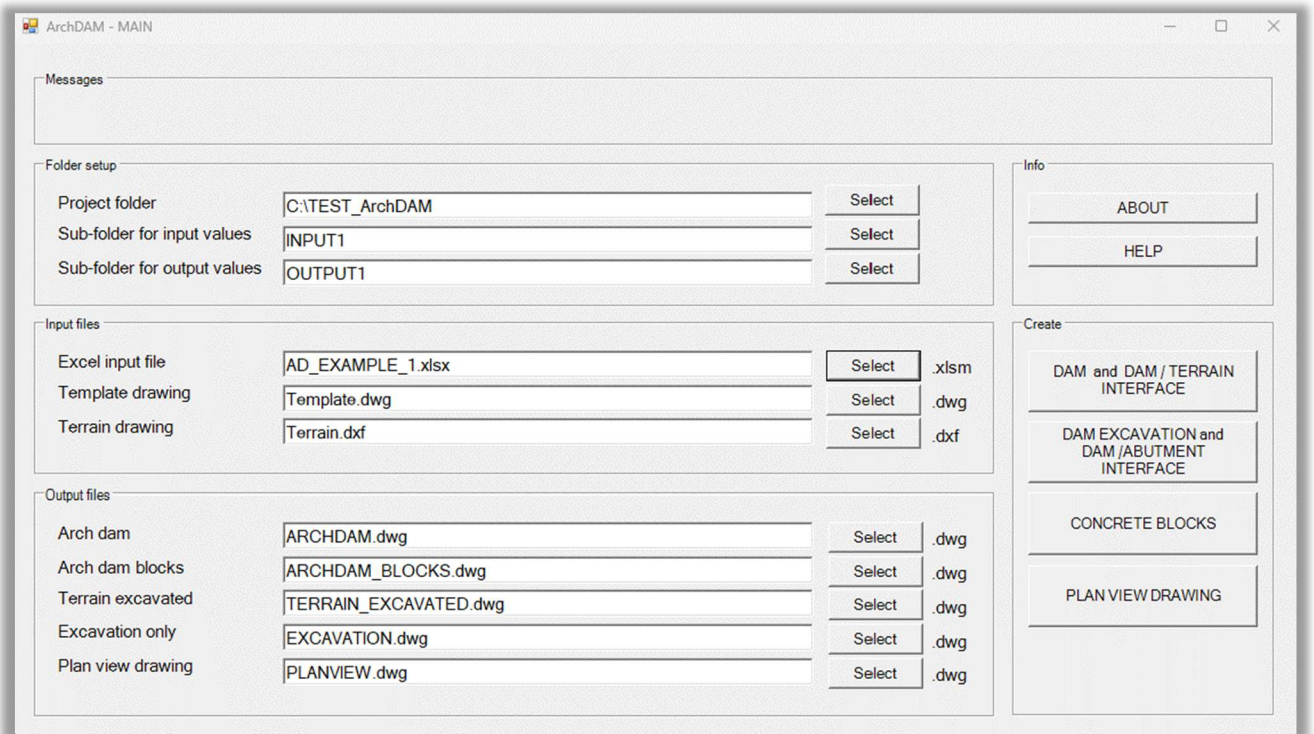 ArchDAM - MAIN
Messages
Folder setup
Project folder
C:\TEST_ArchDAM
Select
Sub-folder for input values
INPUT1
Select
Sub-folder for output values
OUTPUT1
Select
Info
ABOUT
HELP
Input files
Excel input file
AD_EXAMPLE_1.xlsx
Select
.xlsm
Template drawing
Template.dwg
Select
.dwg
Terrain drawing
Terrain.dxf
Select
.dxf
Create
DAM and DAM / TERRAIN
INTERFACE
DAM EXCAVATION and
DAM /ABUTMENT
INTERFACE
CONCRETE BLOCKS
PLAN VIEW DRAWING
Output files
Arch dam
ARCHDAM.dwg
Select
.dwg
Arch dam blocks
ARCHDAM_BLOCKS.dwg
Select
.dwg
Terrain excavated
TERRAIN_EXCAVATED.dwg
Select
.dwg
Excavation only
EXCAVATION.dwg
Select
.dwg
Plan view drawing
PLANVIEW.dwg
Select
.dwg